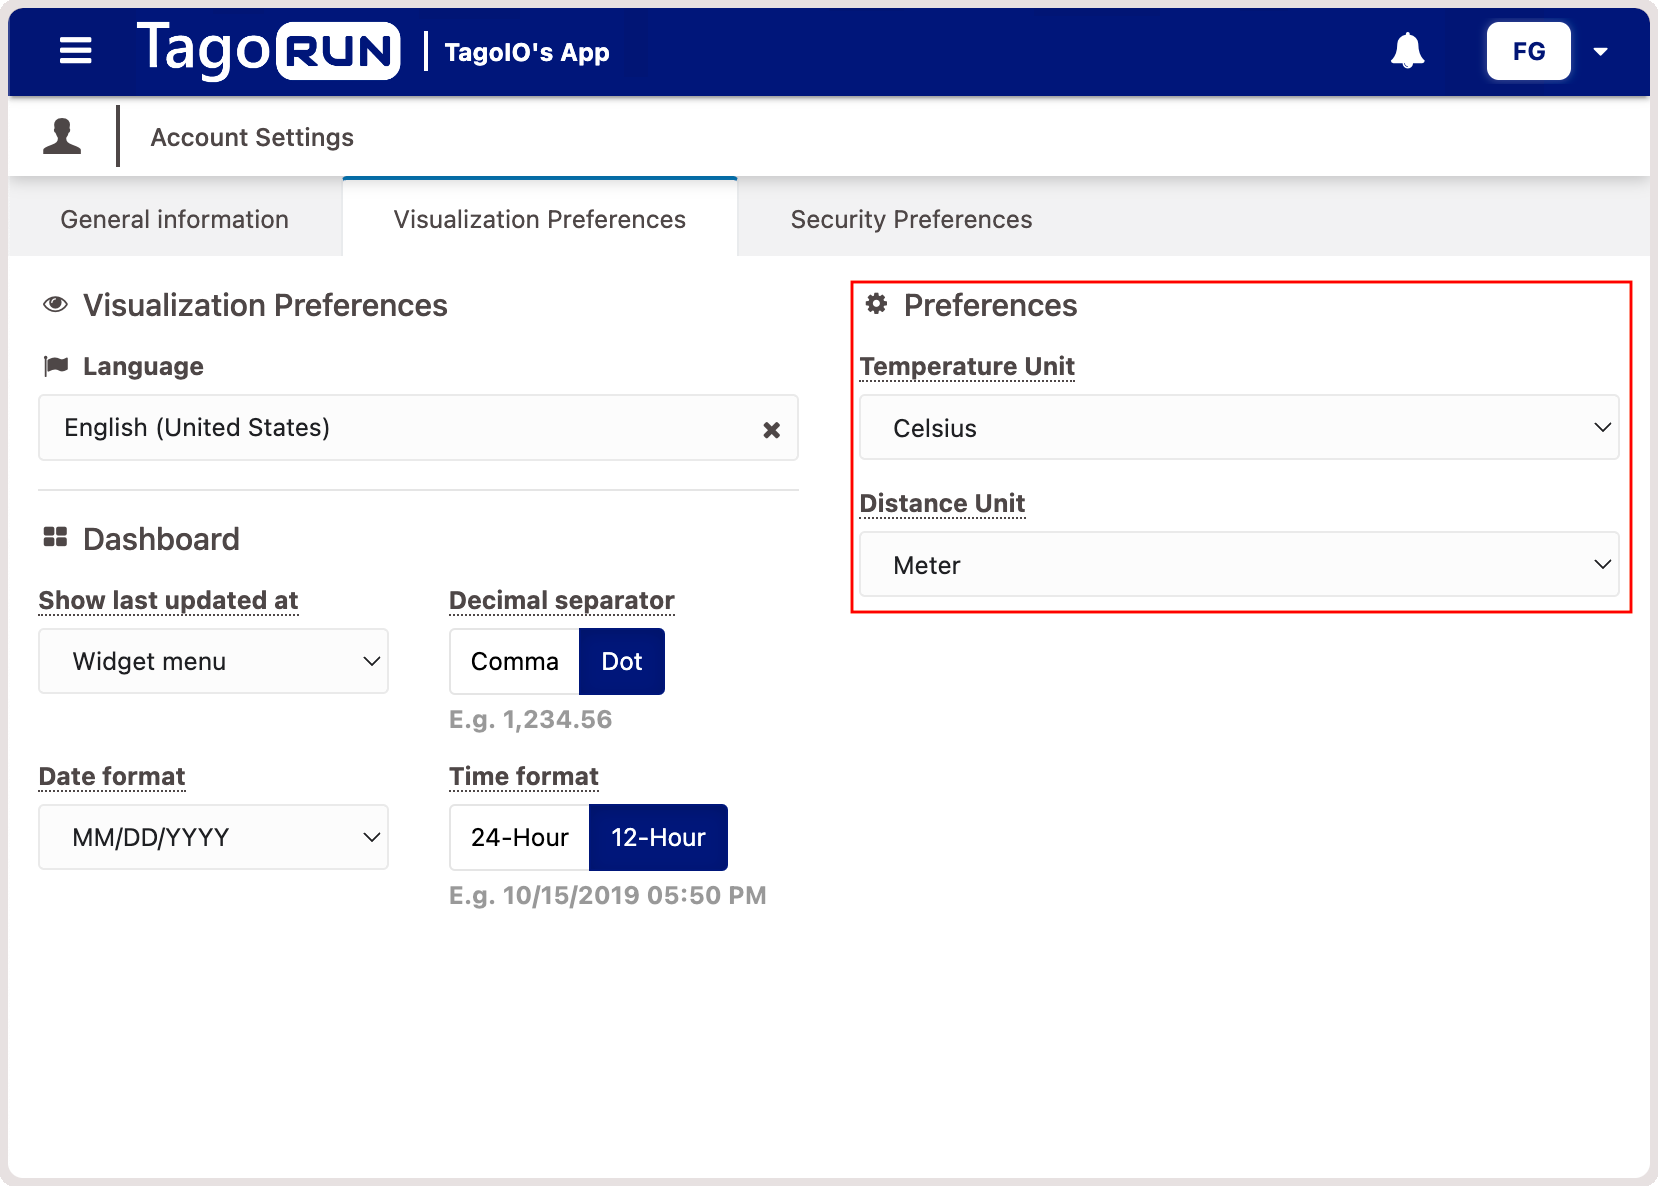 TagoRUN | TagoIO's App
FG
Account Settings
General information
Visualization Preferences
Security Preferences
Visualization Preferences
Language
English (United States)
Dashboard
Show last updated at
Widget menu
Decimal separator
Comma
Dot
E.g. 1,234.56
Date format
MM/DD/YYYY
Time format
24-Hour
12-Hour
E.g. 10/15/2019 05:50 PM
Preferences
Temperature Unit
Celsius
Distance Unit
Meter